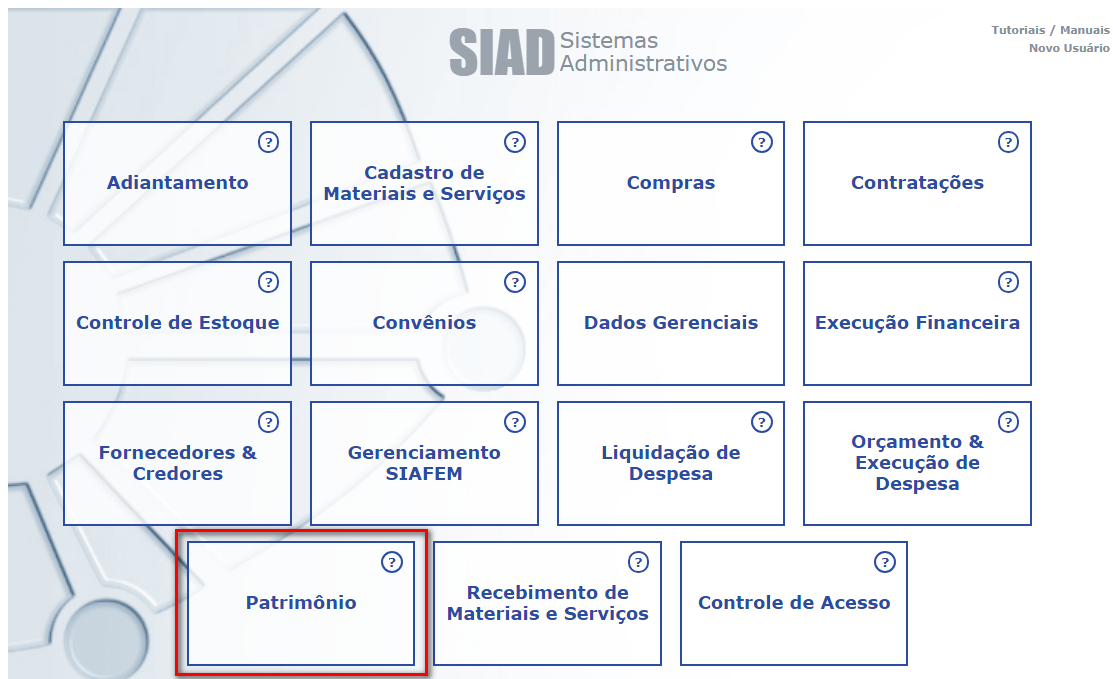 SIAD Sistemas
Administrativos
Tutoriais / Manuais
Novo Usuário
?
Adiantamento
?
Cadastro de
Materiais e Serviços
?
Compras
?
Contratações
?
Controle de Estoque
?
Convênios
Dados Gerenciais
?
Execução Financeira
?
Fornecedores &
Credores
?
Gerenciamento
SIAFEM
?
Liquidação de
Despesa
?
Orçamento &
Execução de
Despesa
?
Patrimônio
?
Recebimento de
Materiais e Serviços
?
Controle de Acesso